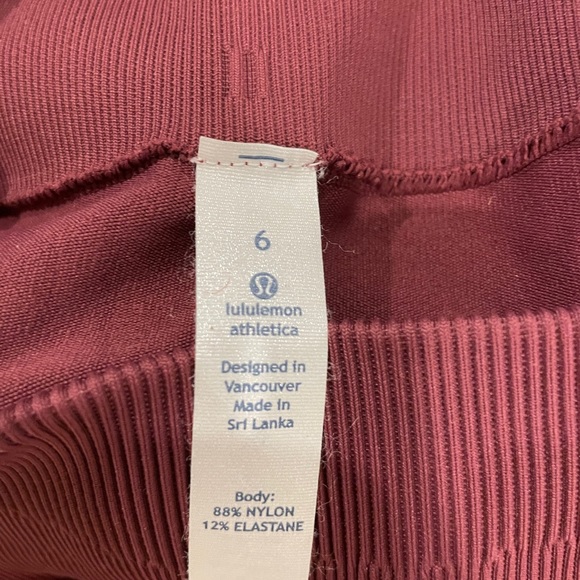 6
lululemon
athletica
Designed in
Vancouver
Made in
Sri Lanka
Body:
88% NYLON
12% ELASTANE